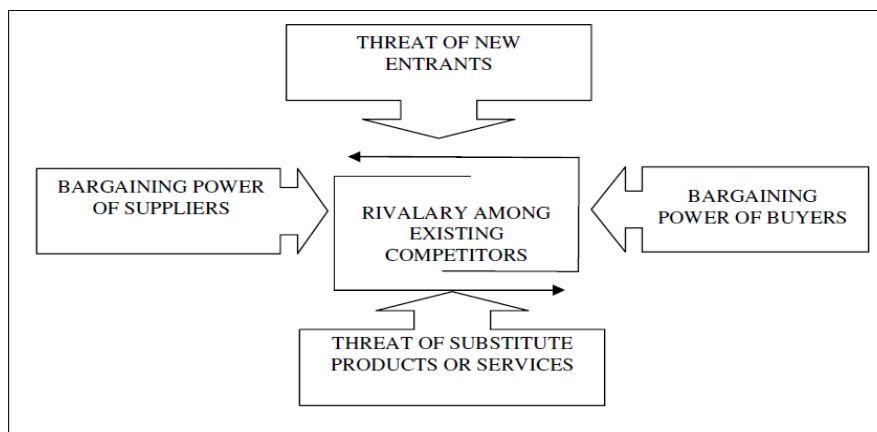 THREAT OF NEW
ENTRANTS
BARGAINING POWER
OF SUPPLIERS
RIVALARY AMONG
EXISTING
COMPETITORS
BARGAINING
POWER OF BUYERS
THREAT OF SUBSTITUTE
PRODUCTS OR SERVICES